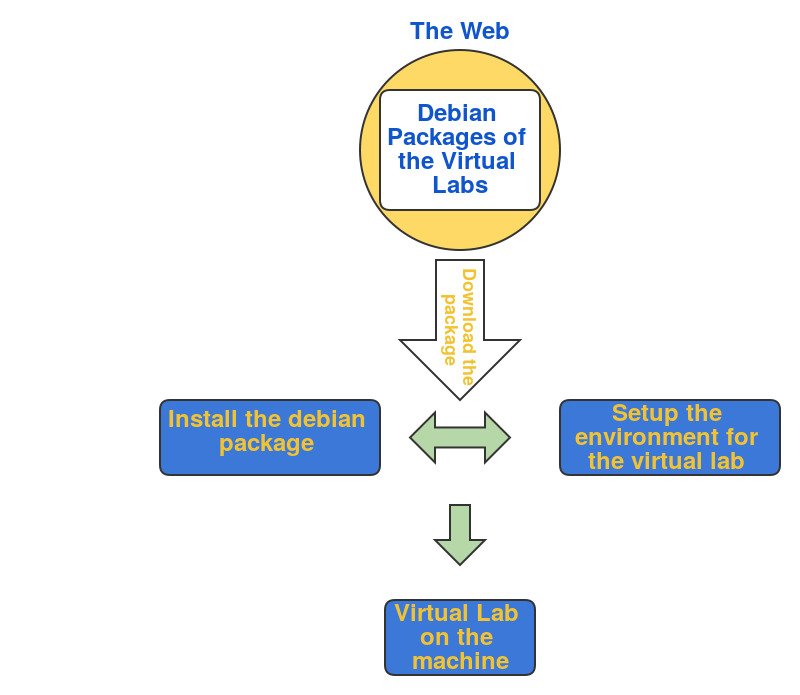 The Web
Debian
Packages of
the Virtual
Labs
Download the
package
Install the debian
package
Setup the
environment for
the virtual lab
Virtual Lab
on the
machine